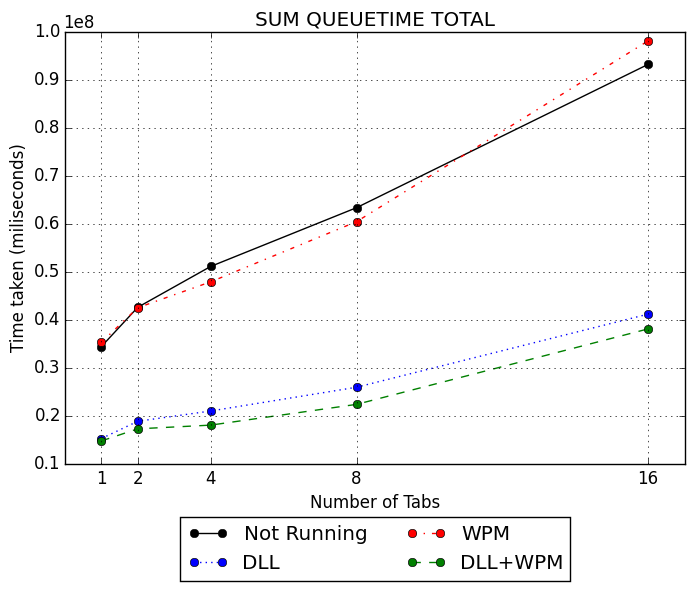 SUM QUEUETIME TOTAL
1e8
1.0
0.9
0.8
0.7
0.6
0.5
0.4
0.3
0.2
0.1
Time taken (miliseconds)
1 2 4 8 16
Number of Tabs
Not Running WPM
DLL DLL+WPM